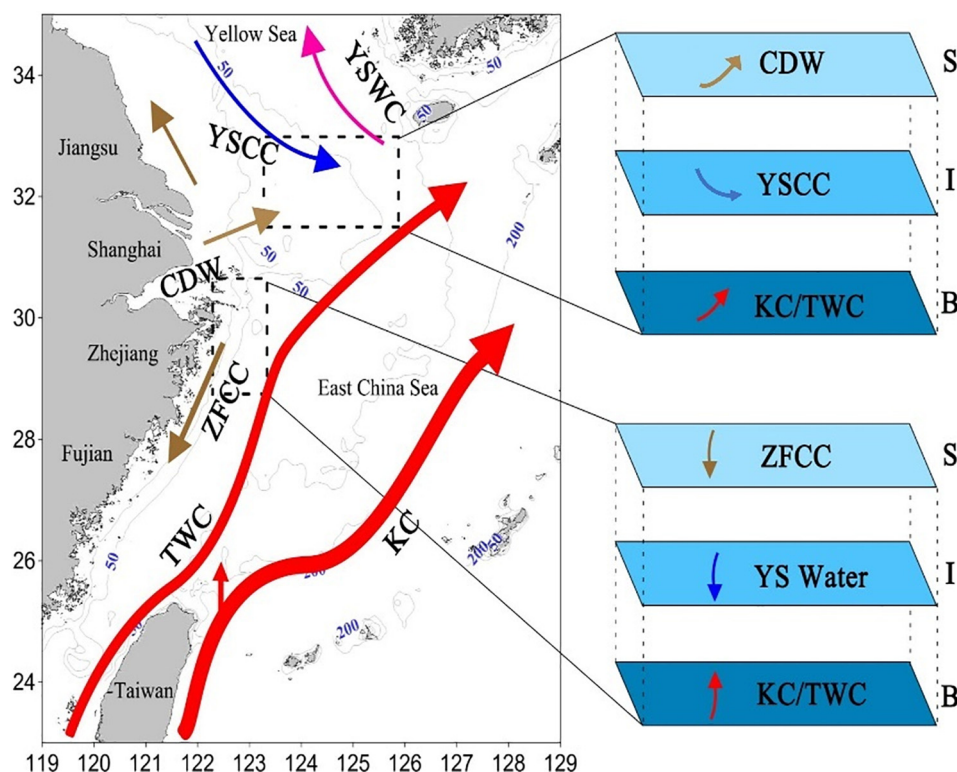 Yellow Sea
50
50
YSWC
50
YSCC
Jiangsu
Shanghai
200
50
50
CDW
Zhejiang
East China Sea
ZFCC
Fujian
TWC
KC
50
200
50
200
200
-Taiwan
34
32
30
28
26
24
119 120 121 122 123 124 125 126 127 128 129
CDW S
YSCC I
KC/TWC B
ZFCC S
YS Water I
KC/TWC B